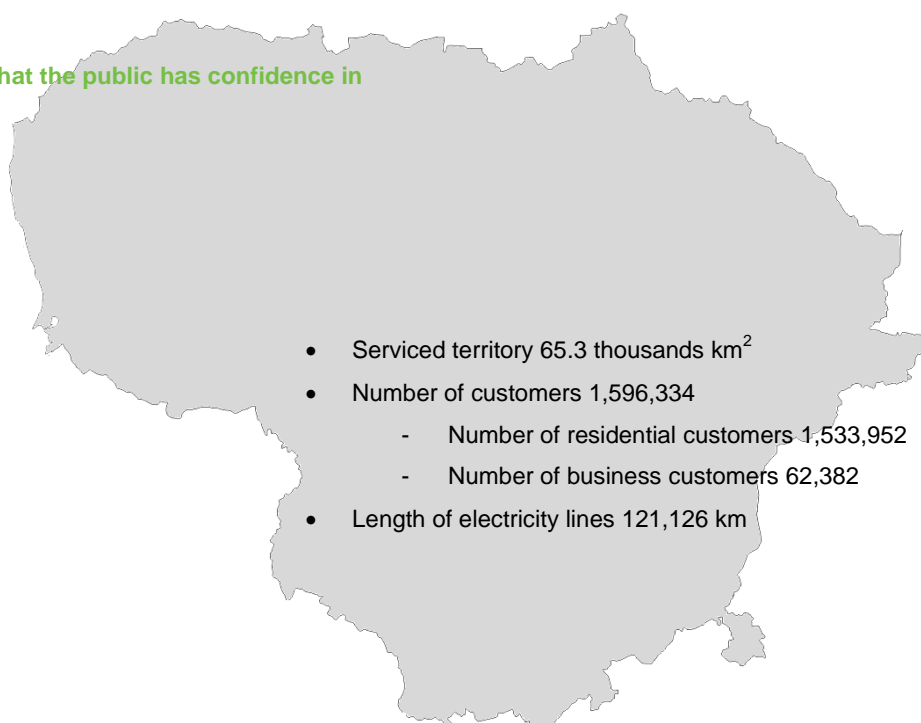 hat the public has confidence in
• Serviced territory 65.3 thousands km²
• Number of customers 1,596,334
- Number of residential customers 1,533,952
- Number of business customers 62,382
• Length of electricity lines 121,126 km